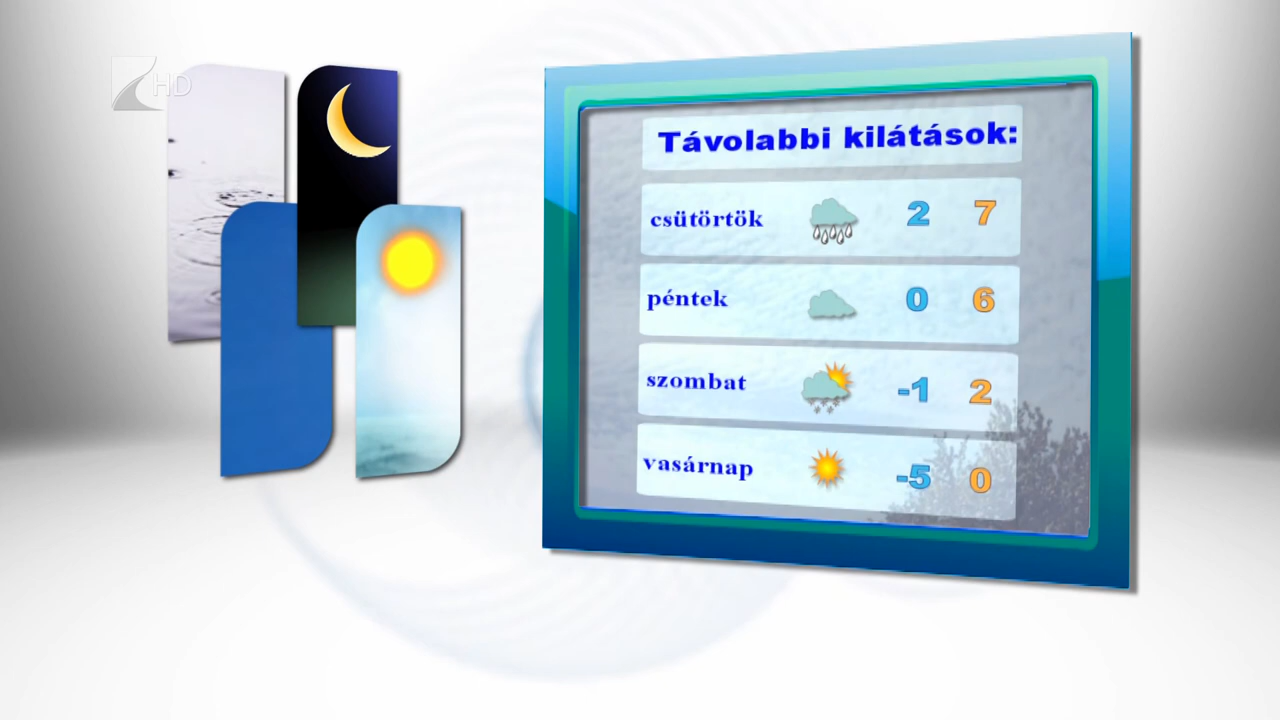 HD
Távolabbi kilátások:
csütörtök 2 7
péntek 0 6
szombat -1 2
vasárnap -5 0